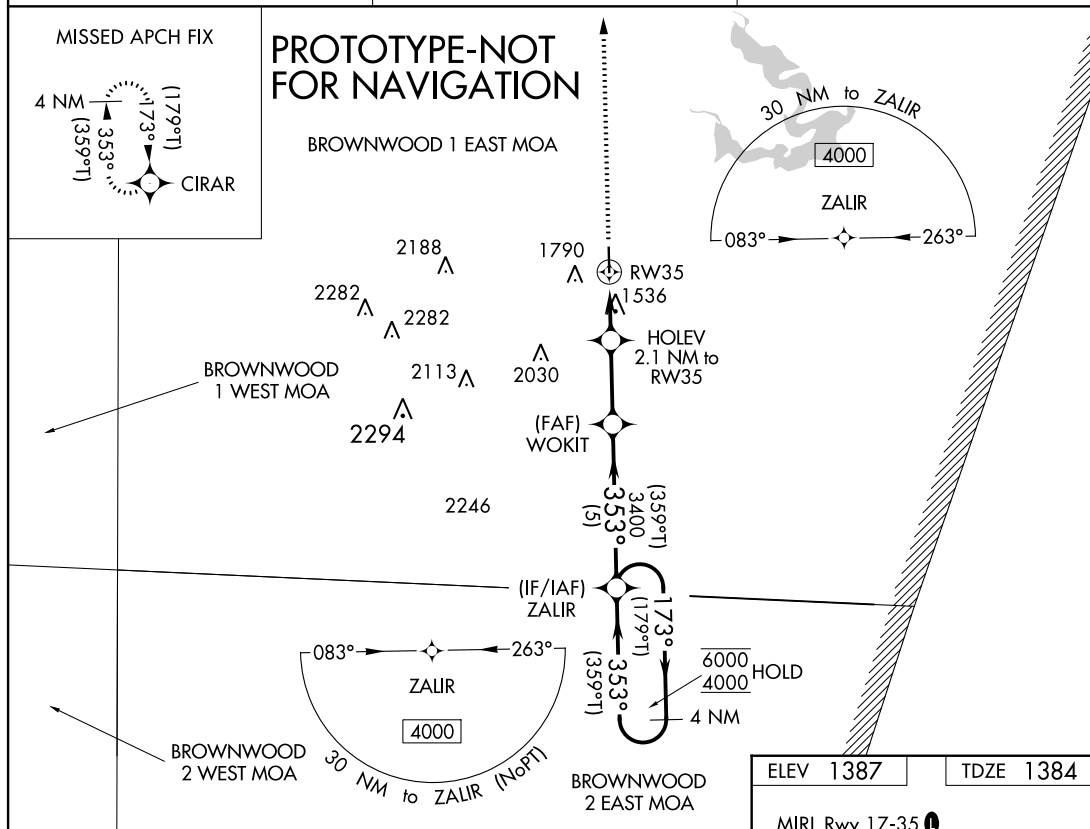 MISSED APCH FIX
4 NM
353°
(359°T)
173°
(179°T)
CIRAR
PROTOTYPE-NOT
FOR NAVIGATION
BROWNWOOD 1 EAST MOA
30 NM to ZALIR
4000
ZALIR
083°
263°
2188
1790
RW35
1536
2282
2282
HOLEV
2.1 NM to
RW35
BROWNWOOD
1 WEST MOA
2113
2030
2294
(FAF)
WOKIT
2246
353°
(5)
3400
(359°T)
(IF/IAF)
ZALIR
173°
(179°T)
353°
(359°T)
6000
4000
HOLD
4 NM
083°
263°
ZALIR
4000
30 NM to ZALIR (NoPT)
BROWNWOOD
2 WEST MOA
BROWNWOOD
2 EAST MOA
ELEV 1387
TDZE 1384
MIRL Rwy 17-35 L